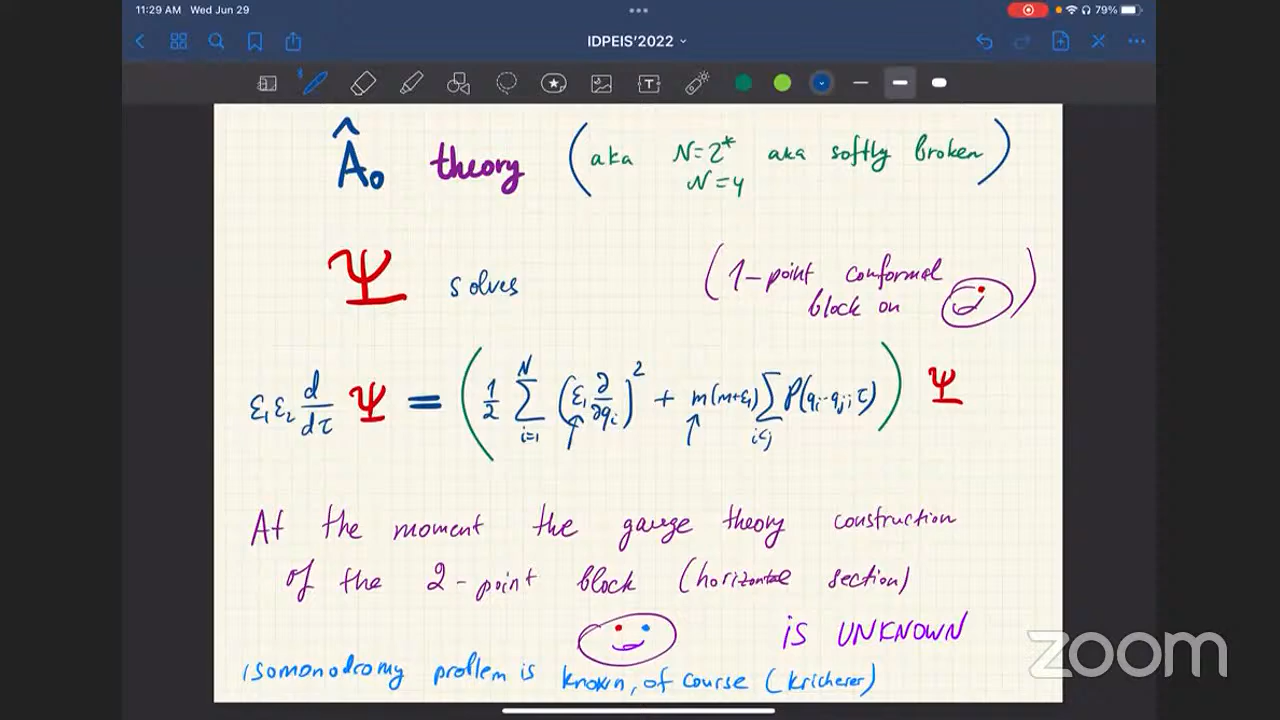 11:29 AM Wed Jun 29
79%
IDPEIS'2022
Â₀ theory (aka N=2* aka softly broken)
N=4
Ψ solves
(1-point conformal
block on )
ε₁ε₂ d/dτ Ψ = (1/2 ∑_{i=1}^{N} (ε₁ ∂/∂q_i)² + m(m+ε₁) ∑_{i<j} ℘(q_i-q_j; τ)) Ψ
At the moment the gauge theory construction
of the 2-point block (horizontal section)
is UNKNOWN
isomonodromy problem is known, of course (kricherer)
zoom